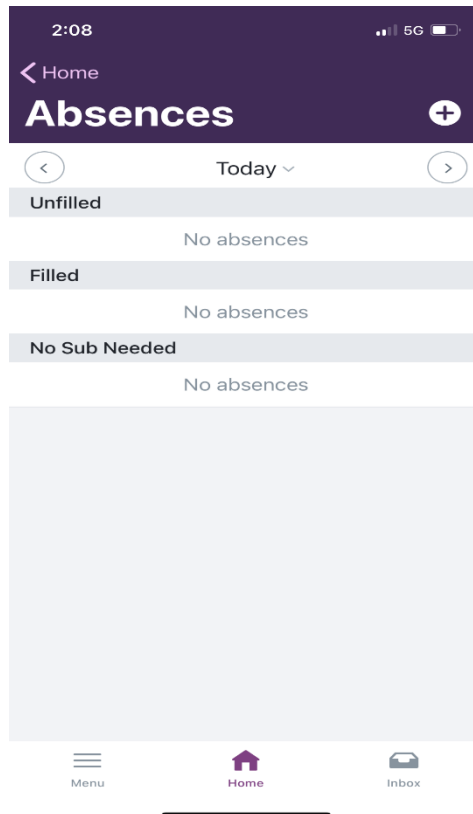 2:08
5G
Home
Absences
Today
Unfilled
No absences
Filled
No absences
No Sub Needed
No absences
Menu
Home
Inbox